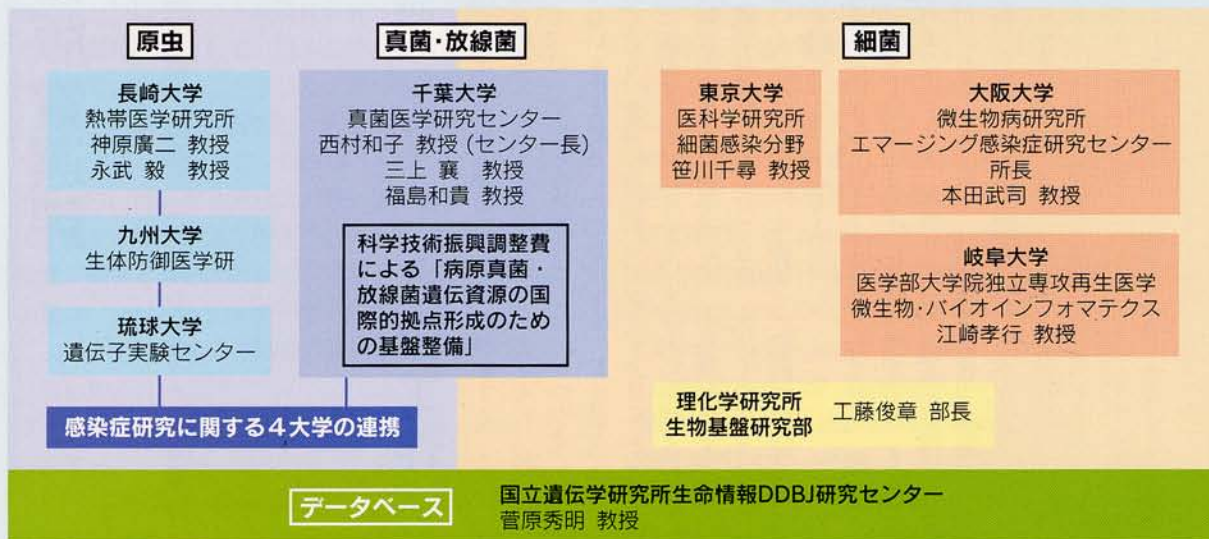 原虫
長崎大学
熱帯医学研究所
神原廣二 教授
永武 毅 教授
九州大学
生体防御医学研
琉球大学
遺伝子実験センター
真菌・放線菌
千葉大学
真菌医学研究センター
西村和子 教授 (センター長)
三上 襄 教授
福島和貴 教授
科学技術振興調整費
による「病原真菌・
放線菌遺伝資源の国
際的拠点形成のため
の基盤整備」
感染症研究に関する4大学の連携
細菌
東京大学
医科学研究所
細菌感染分野
笹川千尋 教授
大阪大学
微生物病研究所
エマージング感染症研究センター
所長
本田武司 教授
岐阜大学
医学部大学院独立専攻再生医学
微生物・バイオインフォマテクス
江崎孝行 教授
理化学研究所
生物基盤研究部
工藤俊章 部長
データベース
国立遺伝学研究所生命情報DDBJ研究センター
菅原秀明 教授